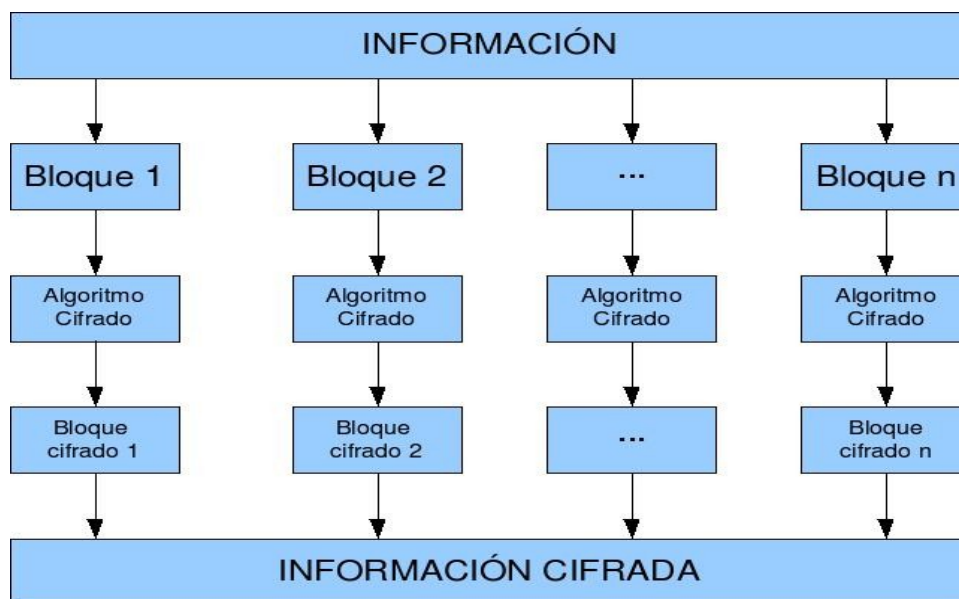 INFORMACIÓN
Bloque 1
Bloque 2
...
Bloque n
Algoritmo
Cifrado
Algoritmo
Cifrado
Algoritmo
Cifrado
Algoritmo
Cifrado
Bloque
cifrado 1
Bloque
cifrado 2
...
Bloque
cifrado n
INFORMACIÓN CIFRADA